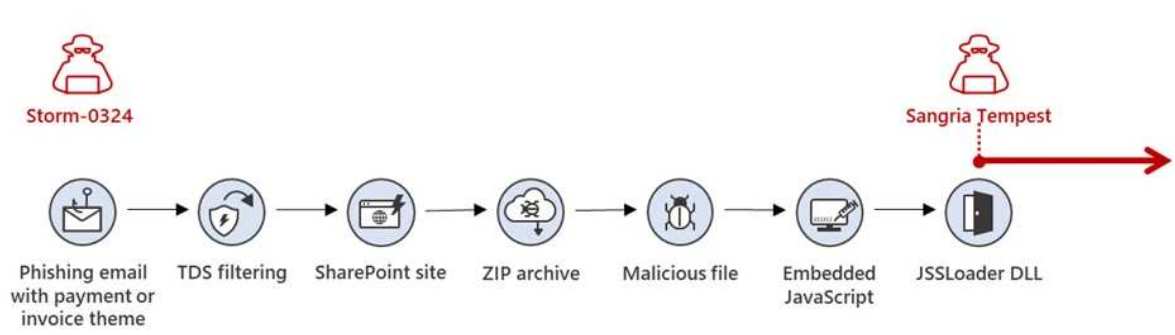 Storm-0324
Sangria Tempest
Phishing email
with payment or
invoice theme
TDS filtering
SharePoint site
ZIP archive
Malicious file
Embedded
JavaScript
JSSLoader DLL